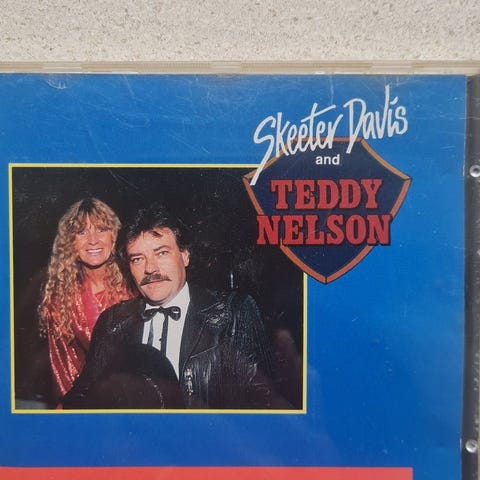 Skeeter Davis
and
TEDDY
NELSON